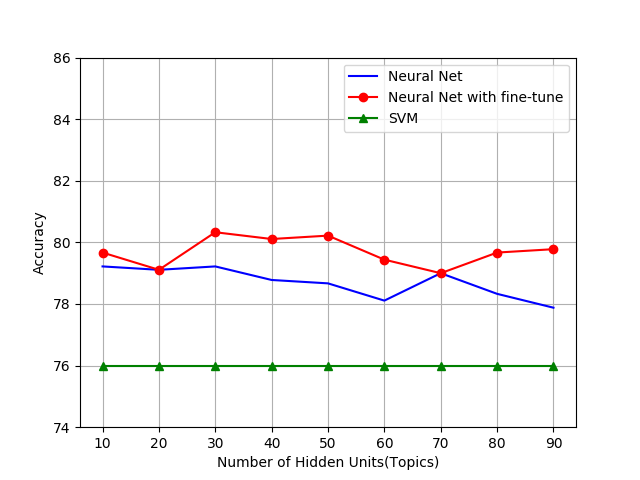 86
84
82
80
78
76
74
Accuracy
Neural Net
Neural Net with fine-tune
SVM
10 20 30 40 50 60 70 80 90
Number of Hidden Units(Topics)